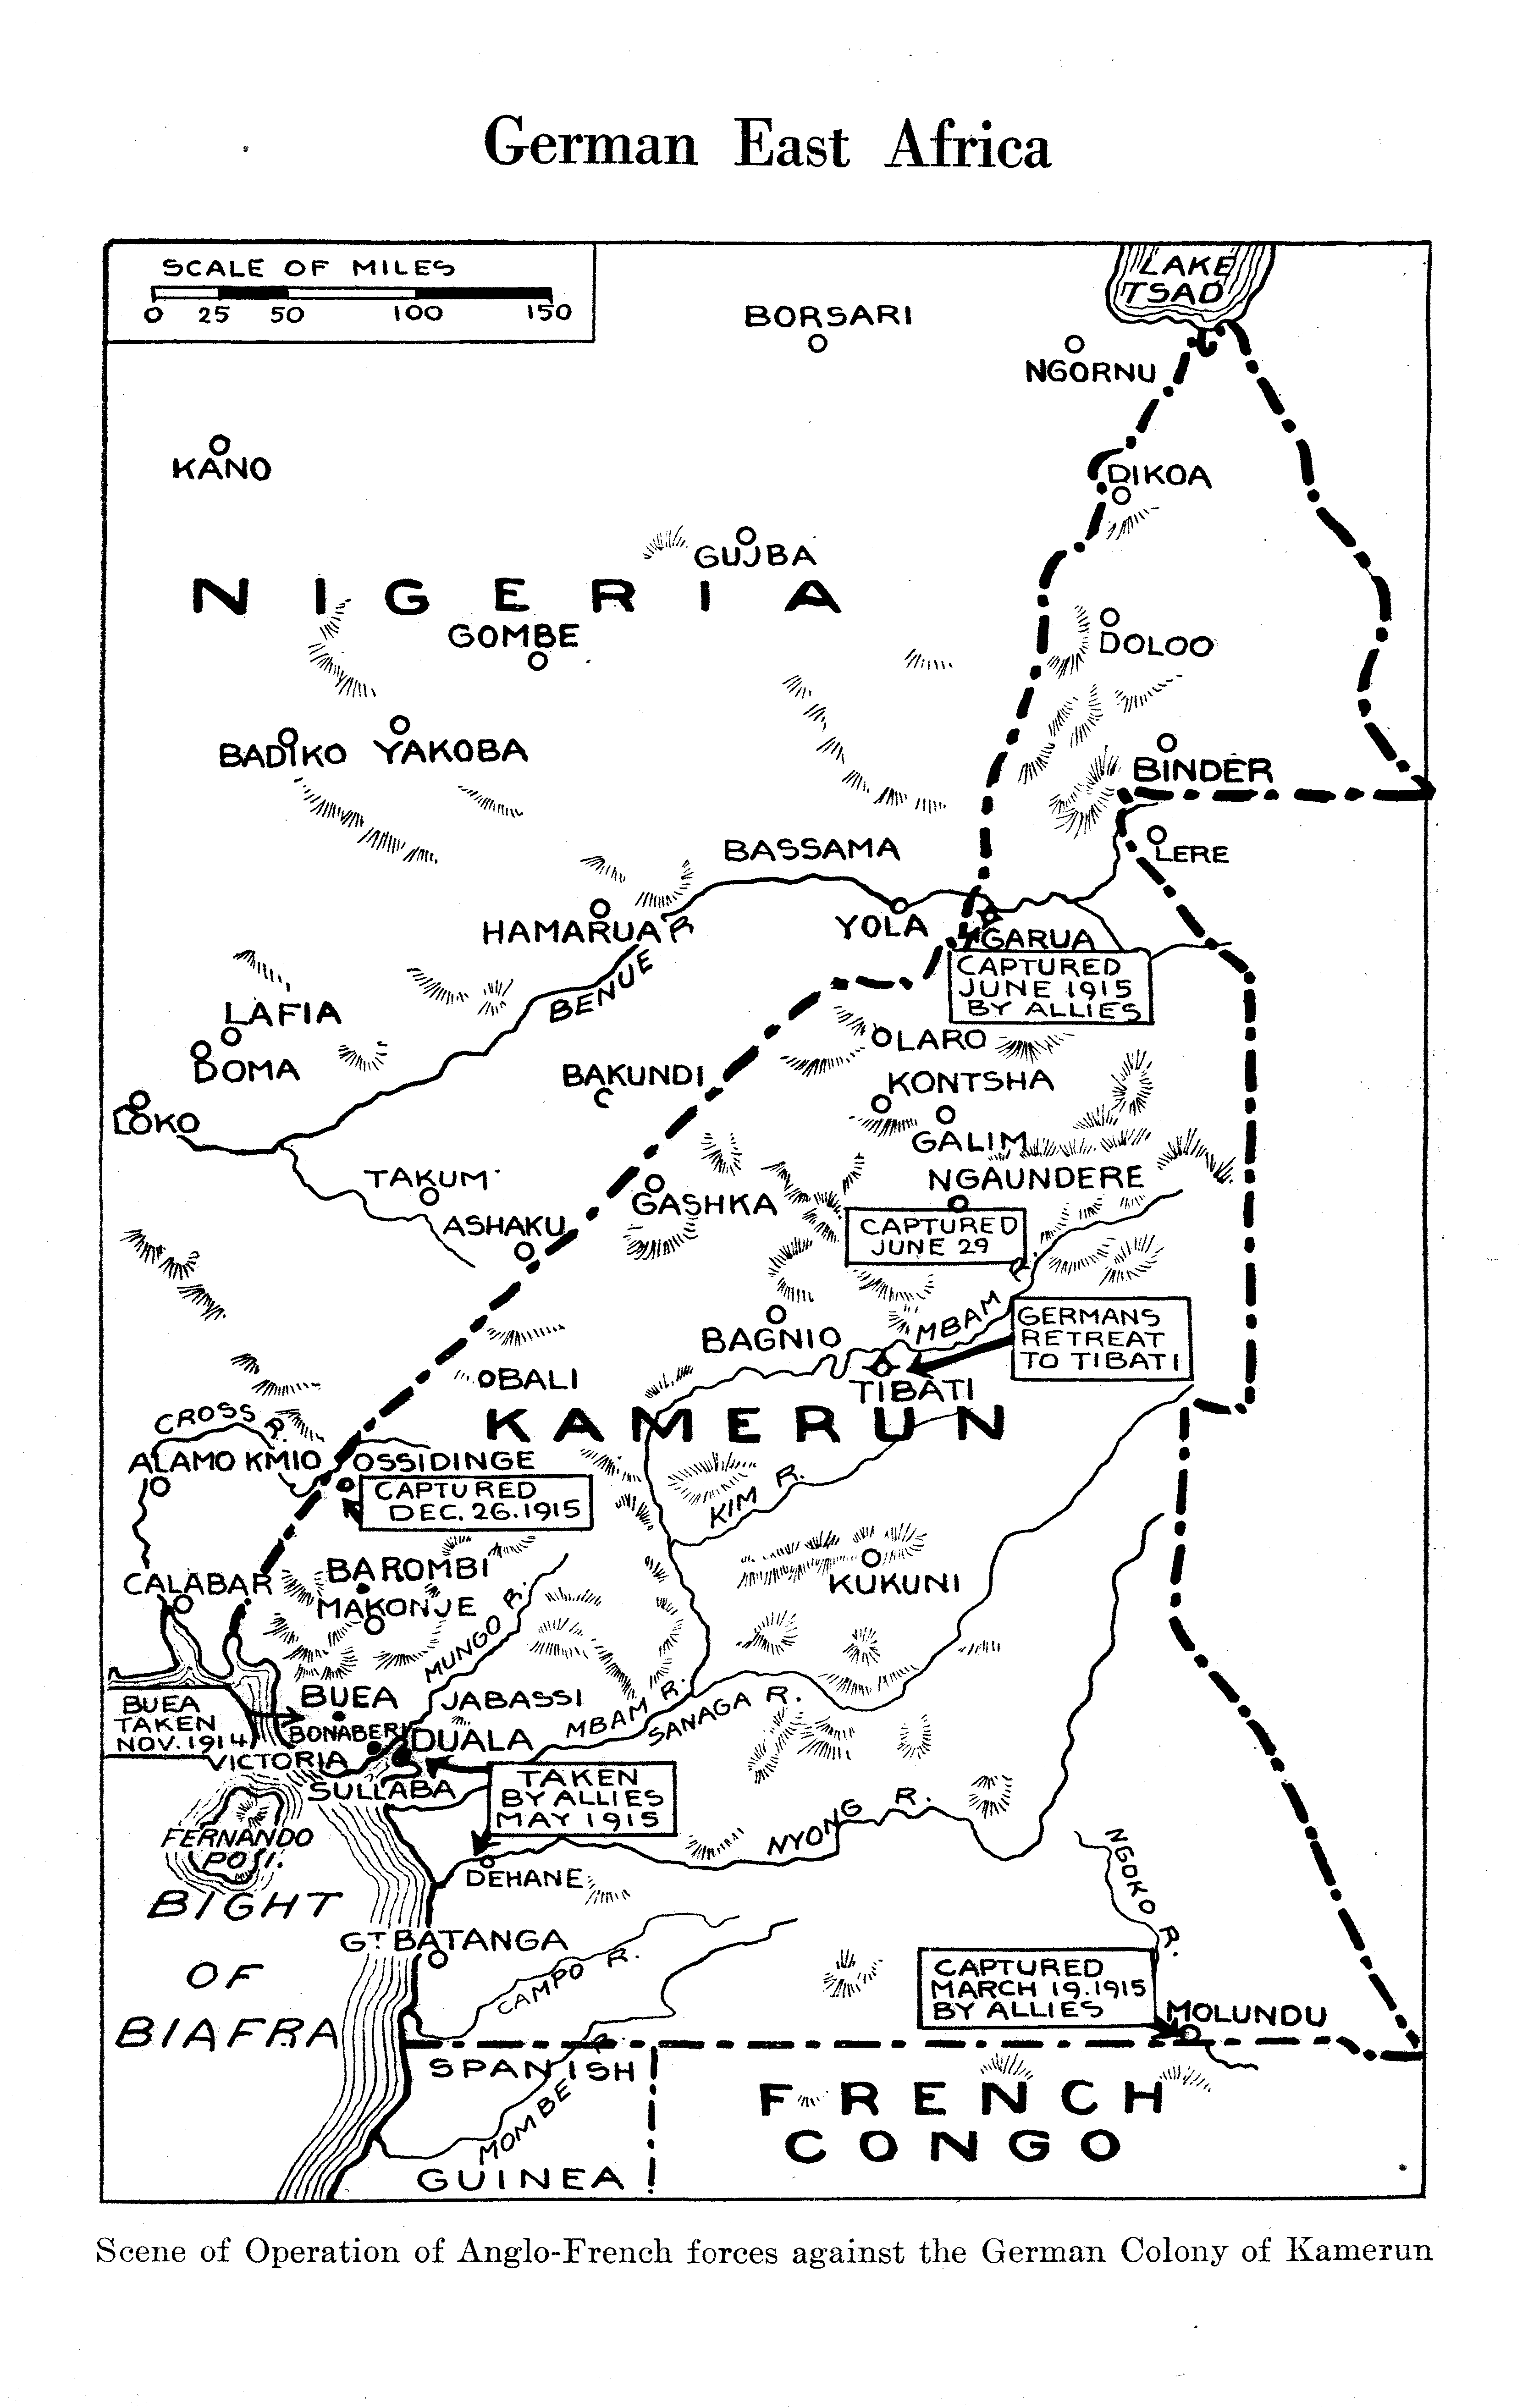 German East Africa
SCALE OF MILES
0 25 50 100 150
LAKE
TSAD
BORSARI
NGORNU
KANO
DIKOA
GUJBA
NIGERIA
GOMBE
DOLOO
BADIKO
YAKOBA
BINDER
BASSAMA
LERE
HAMARUA
YOLA
GARUA
CAPTURED
JUNE 1915
BY ALLIES
BENUE R
LAFIA
DOMA
LARO
BAKUNDI
KONTSHA
LOKO
GALIM
TAKUM
NGAUNDERE
GASHKA
ASHAKU
CAPTURED
JUNE 29
MBAM R.
GERMANS
RETREAT
TO TIBATI
BAGNIO
BALI
TIBATI
CROSS R.
KAMERUN
ALAMO KMIO
OSSIDINGE
CAPTURED
DEC. 26. 1915
KIM R.
BAROMBI
CALABAR
KUKUNI
MAKONJE
MUNGO R.
BUEA
TAKEN
NOV. 1914
BUEA
JABASSI
MBAM R.
SANAGA R.
BONABERI
DUALA
VICTORIA
SULLABA
TAKEN
BY ALLIES
MAY 1915
FERNANDO
PO SP.
NYONG R.
NGOKO R.
DEHANE
BIGHT
OF
BIAFRA
GT BATANGA
CAMPO R.
CAPTURED
MARCH 19. 1915
BY ALLIES
MOLUNDU
SPANISH
GUINEA
MOMBE R.
FRENCH
CONGO
Scene of Operation of Anglo-French forces against the German Colony of Kamerun